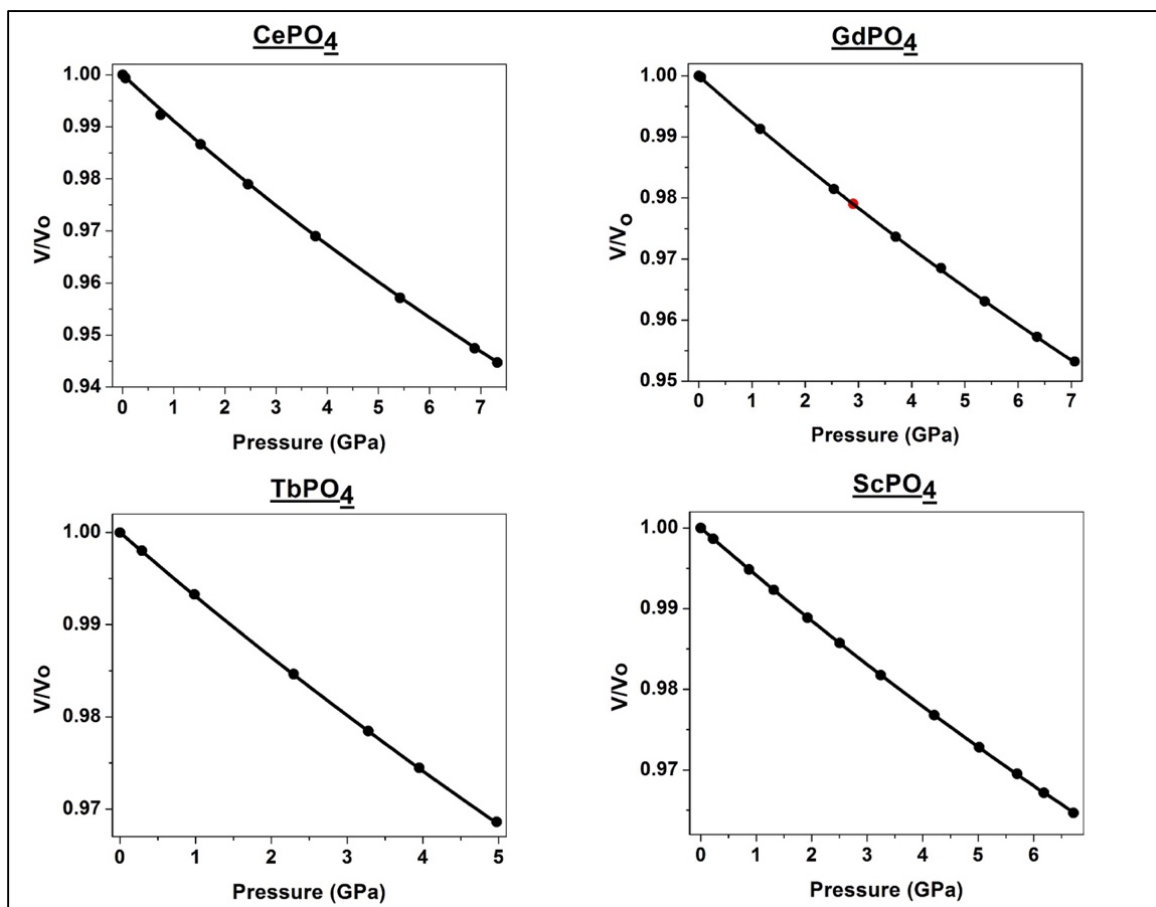 CePO4
1.00
0.99
0.98
0.97
0.96
0.95
0.94
V/Vo
0 1 2 3 4 5 6 7
Pressure (GPa)
GdPO4
1.00
0.99
0.98
0.97
0.96
0.95
V/Vo
0 1 2 3 4 5 6 7
Pressure (GPa)
TbPO4
1.00
0.99
0.98
0.97
V/Vo
0 1 2 3 4 5
Pressure (GPa)
ScPO4
1.00
0.99
0.98
0.97
V/Vo
0 1 2 3 4 5 6
Pressure (GPa)